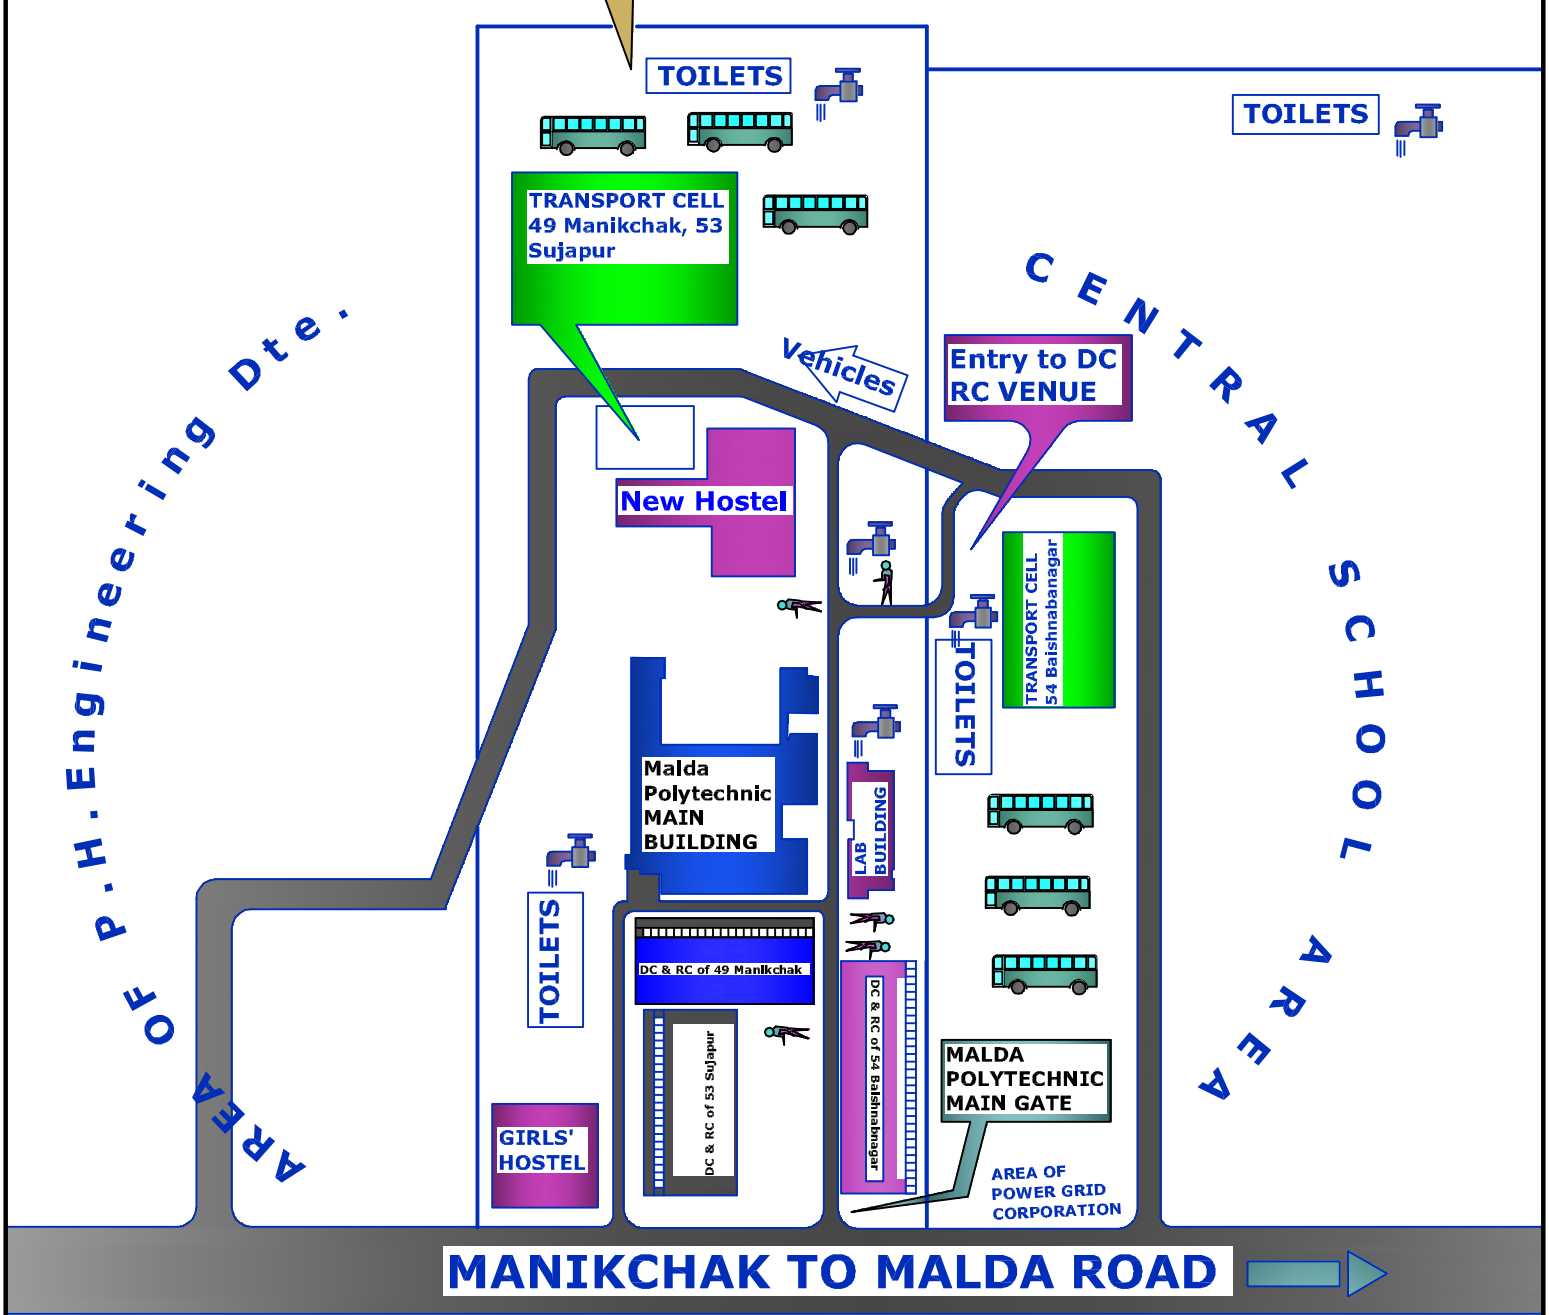 TOILETS
TOILETS
TRANSPORT CELL
49 Manikchak, 53
Sujapur
Vehicles
Entry to DC
RC VENUE
CENTRAL SCHOOL AREA
AREA OF P.H.Engineering Dte.
New Hostel
TRANSPORT CELL
54 Baishnabanagar
TOILETS
Malda
Polytechnic
MAIN
BUILDING
LAB
BUILDING
TOILETS
DC & RC of 49 Manikchak
DC & RC of 53 Sujapur
DC & RC of 54 Baishnabnagar
MALDA
POLYTECHNIC
MAIN GATE
GIRLS'
HOSTEL
AREA OF
POWER GRID
CORPORATION
MANIKCHAK TO MALDA ROAD